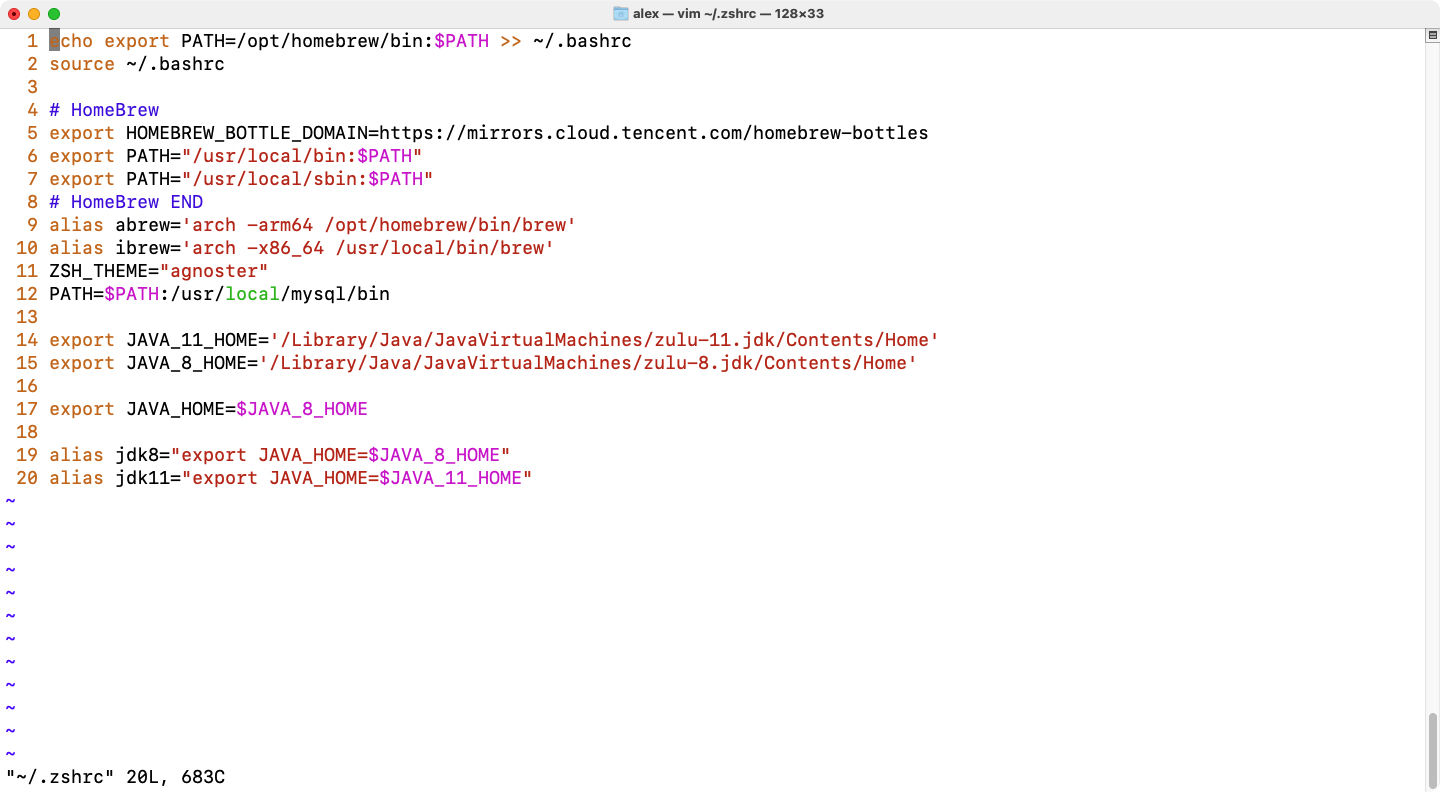 alex — vim ~/.zshrc — 128×33
1 echo export PATH=/opt/homebrew/bin:$PATH >> ~/.bashrc
2 source ~/.bashrc
3
4 # HomeBrew
5 export HOMEBREW_BOTTLE_DOMAIN=https://mirrors.cloud.tencent.com/homebrew-bottles
6 export PATH="/usr/local/bin:$PATH"
7 export PATH="/usr/local/sbin:$PATH"
8 # HomeBrew END
9 alias abrew='arch -arm64 /opt/homebrew/bin/brew'
10 alias ibrew='arch -x86_64 /usr/local/bin/brew'
11 ZSH_THEME="agnoster"
12 PATH=$PATH:/usr/local/mysql/bin
13
14 export JAVA_11_HOME='/Library/Java/JavaVirtualMachines/zulu-11.jdk/Contents/Home'
15 export JAVA_8_HOME='/Library/Java/JavaVirtualMachines/zulu-8.jdk/Contents/Home'
16
17 export JAVA_HOME=$JAVA_8_HOME
18
19 alias jdk8="export JAVA_HOME=$JAVA_8_HOME"
20 alias jdk11="export JAVA_HOME=$JAVA_11_HOME"
~
~
~
~
~
~
~
~
~
~
~
~
"~/.zshrc" 20L, 683C